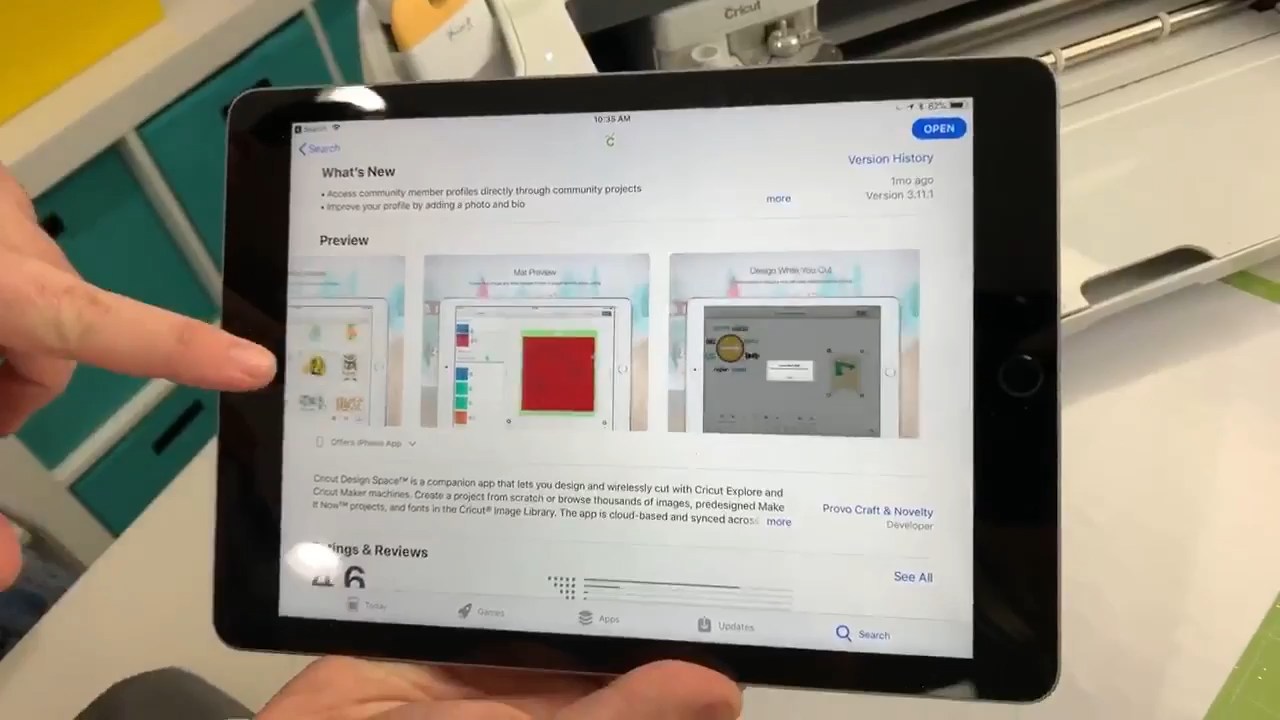 Cricut
Search
10:35 AM
62%
Search
OPEN
What's New
Version History
• Access community member profiles directly through community projects
• Improve your profile by adding a photo and bio
more
1mo ago
Version 3.11.1
Preview
Mat Preview
Design While You Cut
Offers iPhone App
Cricut Design Space™ is a companion app that lets you design and wirelessly cut with Cricut Explore and
Cricut Maker machines. Create a project from scratch or browse thousands of images, predesigned Make
It Now™ projects, and fonts in the Cricut® Image Library. The app is cloud-based and synced across
more
Provo Craft & Novelty
Developer
Ratings & Reviews
4.6
See All
Today
Games
Apps
Updates
Search